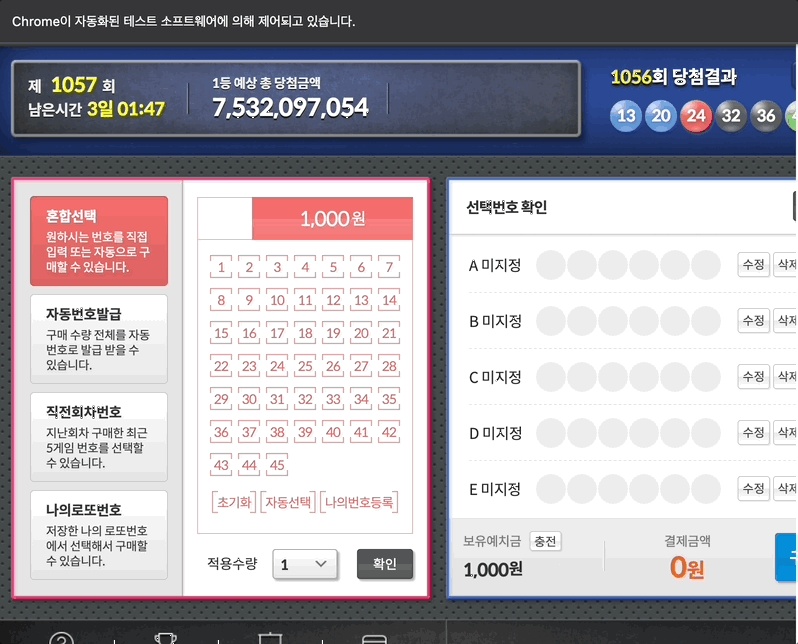 Chrome이 자동화된 테스트 소프트웨어에 의해 제어되고 있습니다.
제 1057 회
남은시간 3일 01:47
1등 예상 총 당첨금액
7,532,097,054
1056회 당첨결과
13 20 24 32 36
혼합선택
원하시는 번호를 직접
입력 또는 자동으로 구
매할 수 있습니다.
자동번호발급
구매 수량 전체를 자동
번호로 발급 받을 수
있습니다.
직전회차번호
지난회차 구매한 최근
5게임 번호를 선택할
수 있습니다.
나의로또번호
저장한 나의 로또번호
에서 선택해서 구매할
수 있습니다.
1,000원
1 2 3 4 5 6 7
8 9 10 11 12 13 14
15 16 17 18 19 20 21
22 23 24 25 26 27 28
29 30 31 32 33 34 35
36 37 38 39 40 41 42
43 44 45
초기화 자동선택 나의번호등록
적용수량 1 확인
선택번호 확인
A 미지정 수정 삭제
B 미지정 수정 삭제
C 미지정 수정 삭제
D 미지정 수정 삭제
E 미지정 수정 삭제
보유예치금 충전
1,000원
결제금액
0원